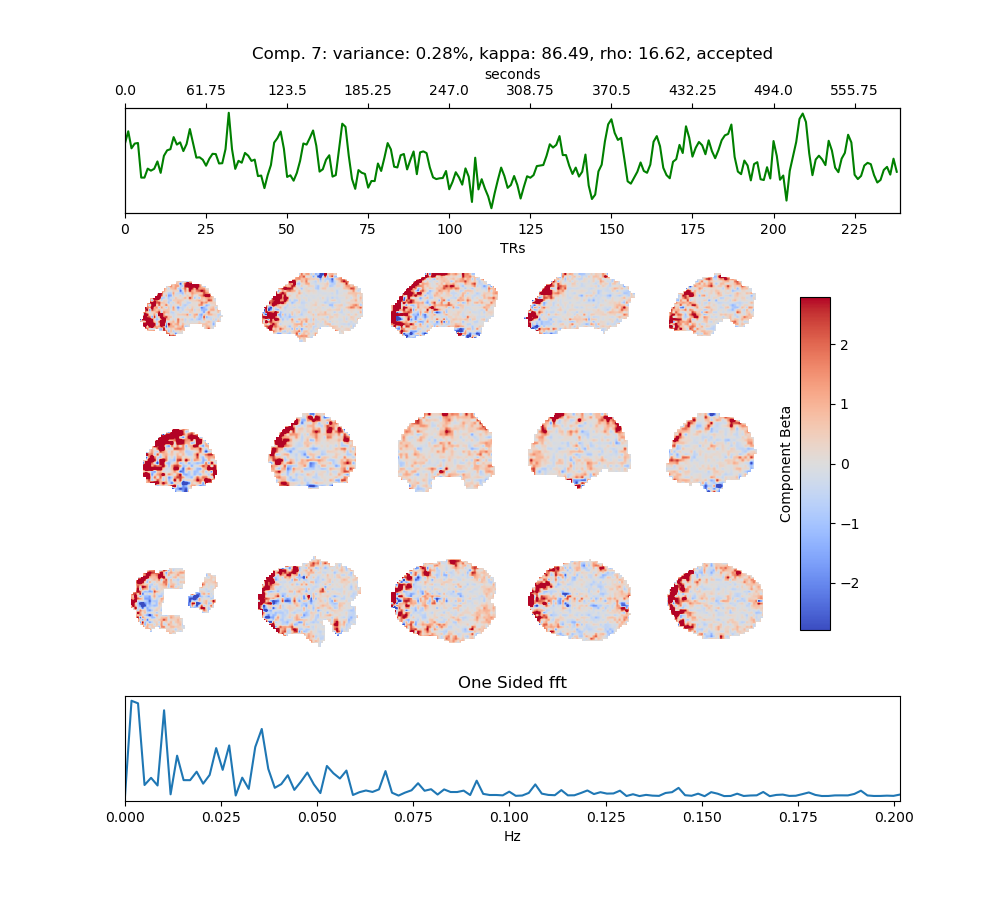 Comp. 7: variance: 0.28%, kappa: 86.49, rho: 16.62, accepted
seconds
0.0 61.75 123.5 185.25 247.0 308.75 370.5 432.25 494.0 555.75
0 25 50 75 100 125 150 175 200 225
TRs
2
1
0
−1
−2
Component Beta
One Sided fft
0.000 0.025 0.050 0.075 0.100 0.125 0.150 0.175 0.200
Hz